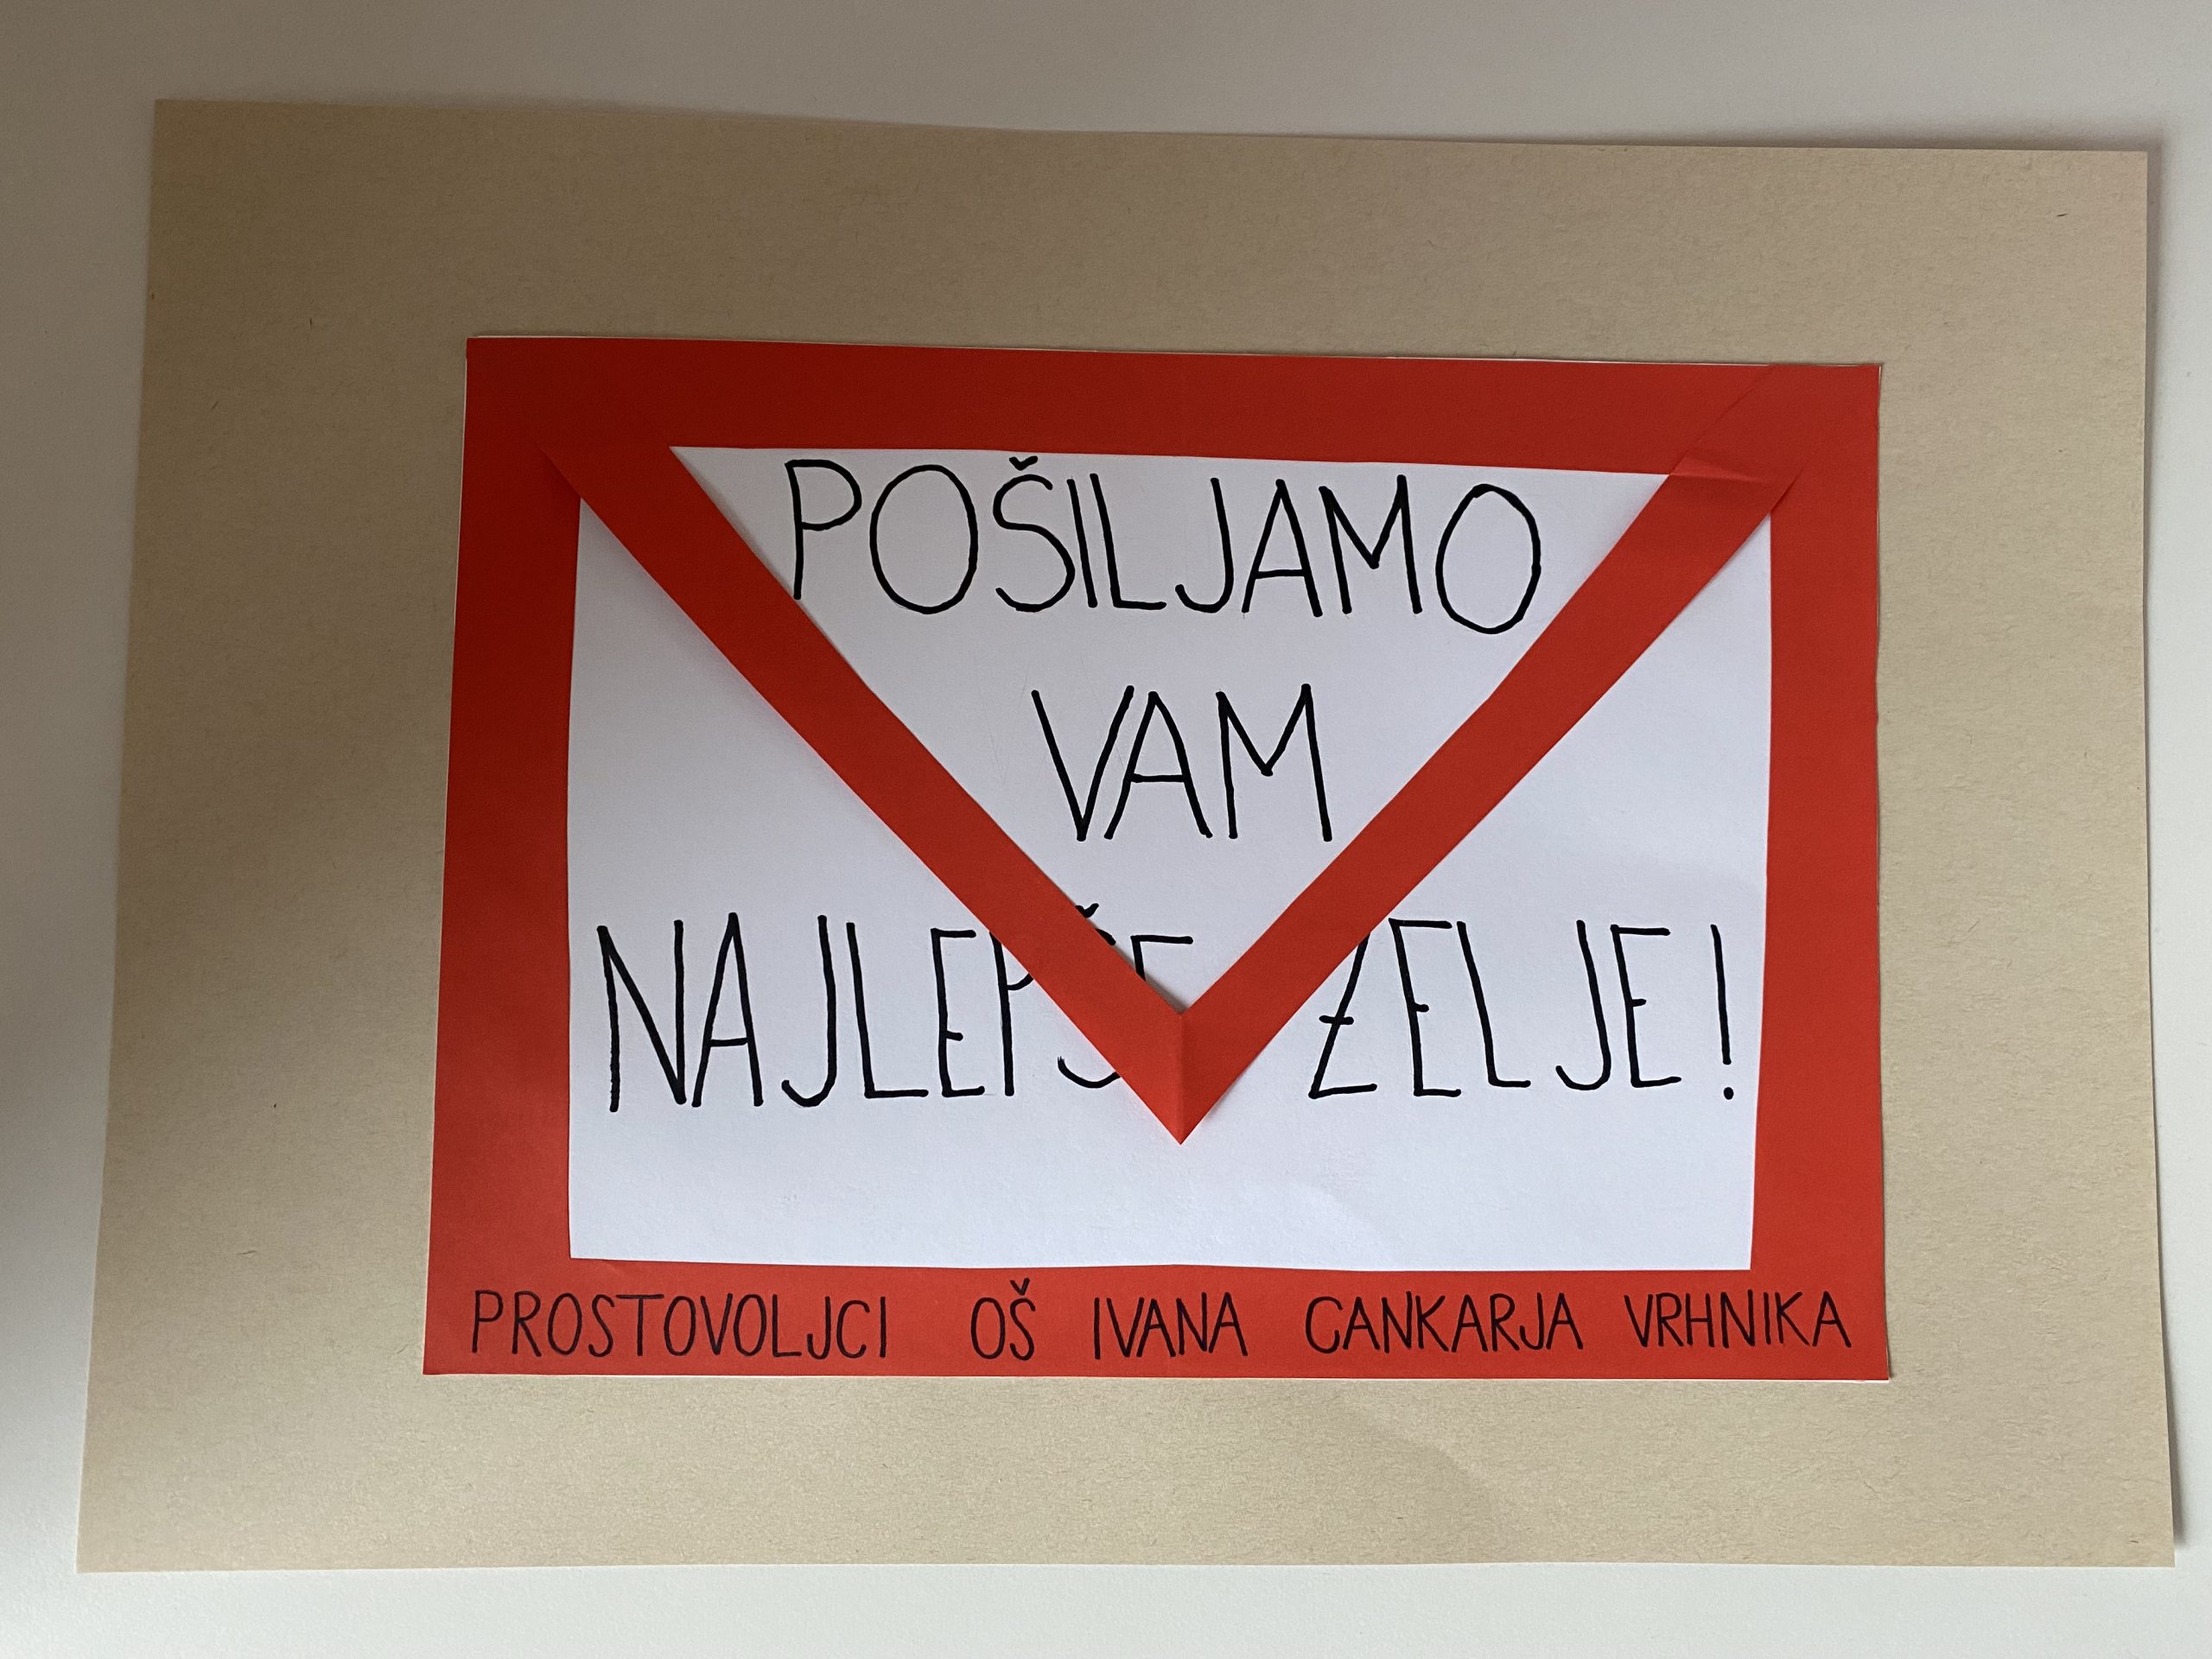 POŠILJAMO
VAM
NAJLEPŠE ŽELJE!
PROSTOVOLJCI OŠ IVANA CANKARJA VRHNIKA